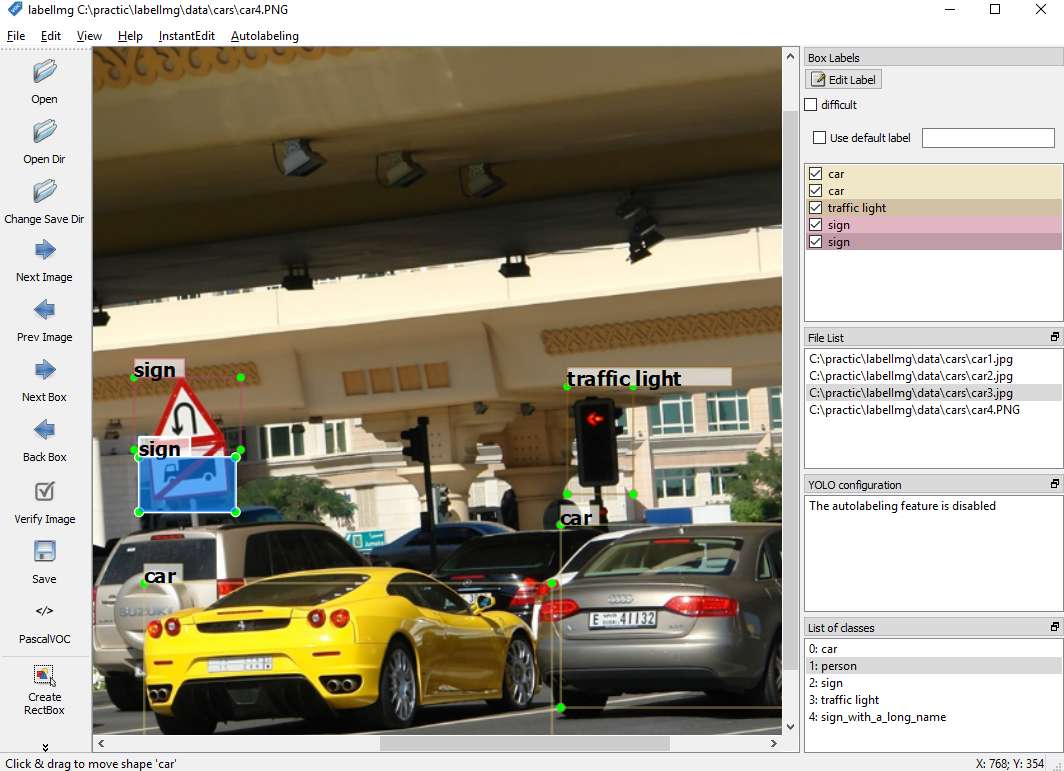 labelImg C:\practic\labelImg\data\cars\car4.PNG
File Edit View Help InstantEdit Autolabeling
Open
Open Dir
Change Save Dir
Next Image
Prev Image
Next Box
Back Box
Verify Image
Save
</>
PascalVOC
Create
RectBox
sign
traffic light
sign
car
car
SUZUKI
E 41132
Box Labels
Edit Label
difficult
Use default label
car
car
traffic light
sign
sign
File List
C:\practic\labelImg\data\cars\car1.jpg
C:\practic\labelImg\data\cars\car2.jpg
C:\practic\labelImg\data\cars\car3.jpg
C:\practic\labelImg\data\cars\car4.PNG
YOLO configuration
The autolabeling feature is disabled
List of classes
0: car
1: person
2: sign
3: traffic light
4: sign_with_a_long_name
Click & drag to move shape 'car'
X: 768; Y: 354